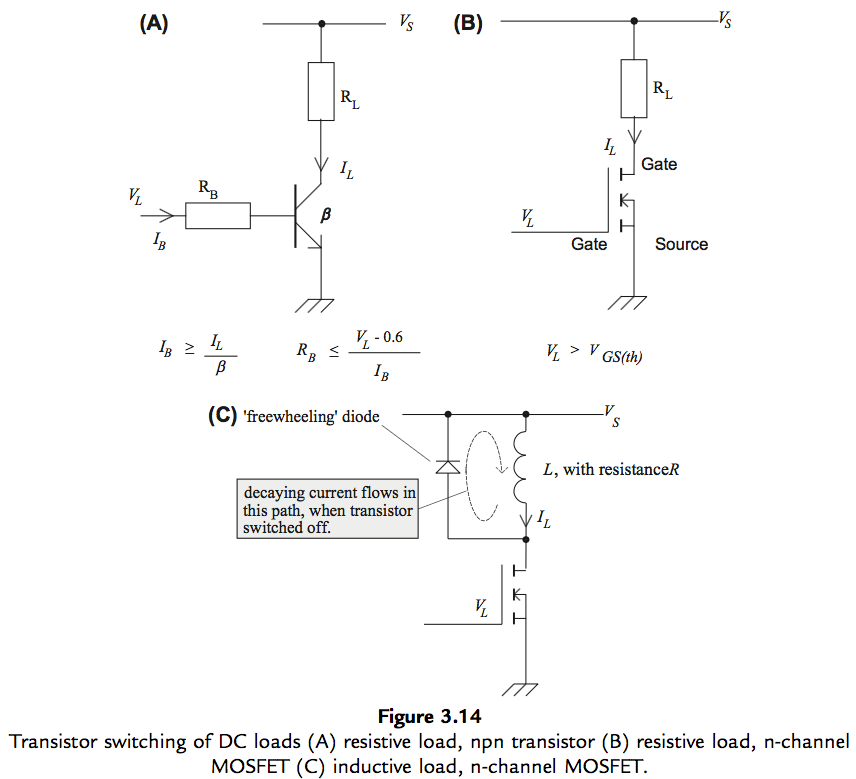 (A)
V_S
R_L
I_L
V_L
R_B
β
I_B
I_B ≥ I_L / β
R_B ≤ (V_L - 0.6) / I_B
(B)
V_S
R_L
I_L
Gate
V_L
Gate
Source
V_L > V_GS(th)
(C) 'freewheeling' diode
V_S
L, with resistanceR
decaying current flows in
this path, when transistor
switched off.
I_L
V_L
Figure 3.14
Transistor switching of DC loads (A) resistive load, npn transistor (B) resistive load, n-channel
MOSFET (C) inductive load, n-channel MOSFET.